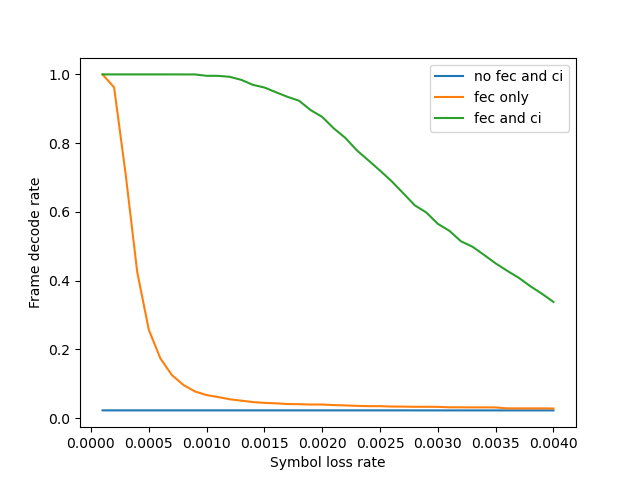 no fec and ci
fec only
fec and ci
Frame decode rate
1.0
0.8
0.6
0.4
0.2
0.0
0.0000 0.0005 0.0010 0.0015 0.0020 0.0025 0.0030 0.0035 0.0040
Symbol loss rate